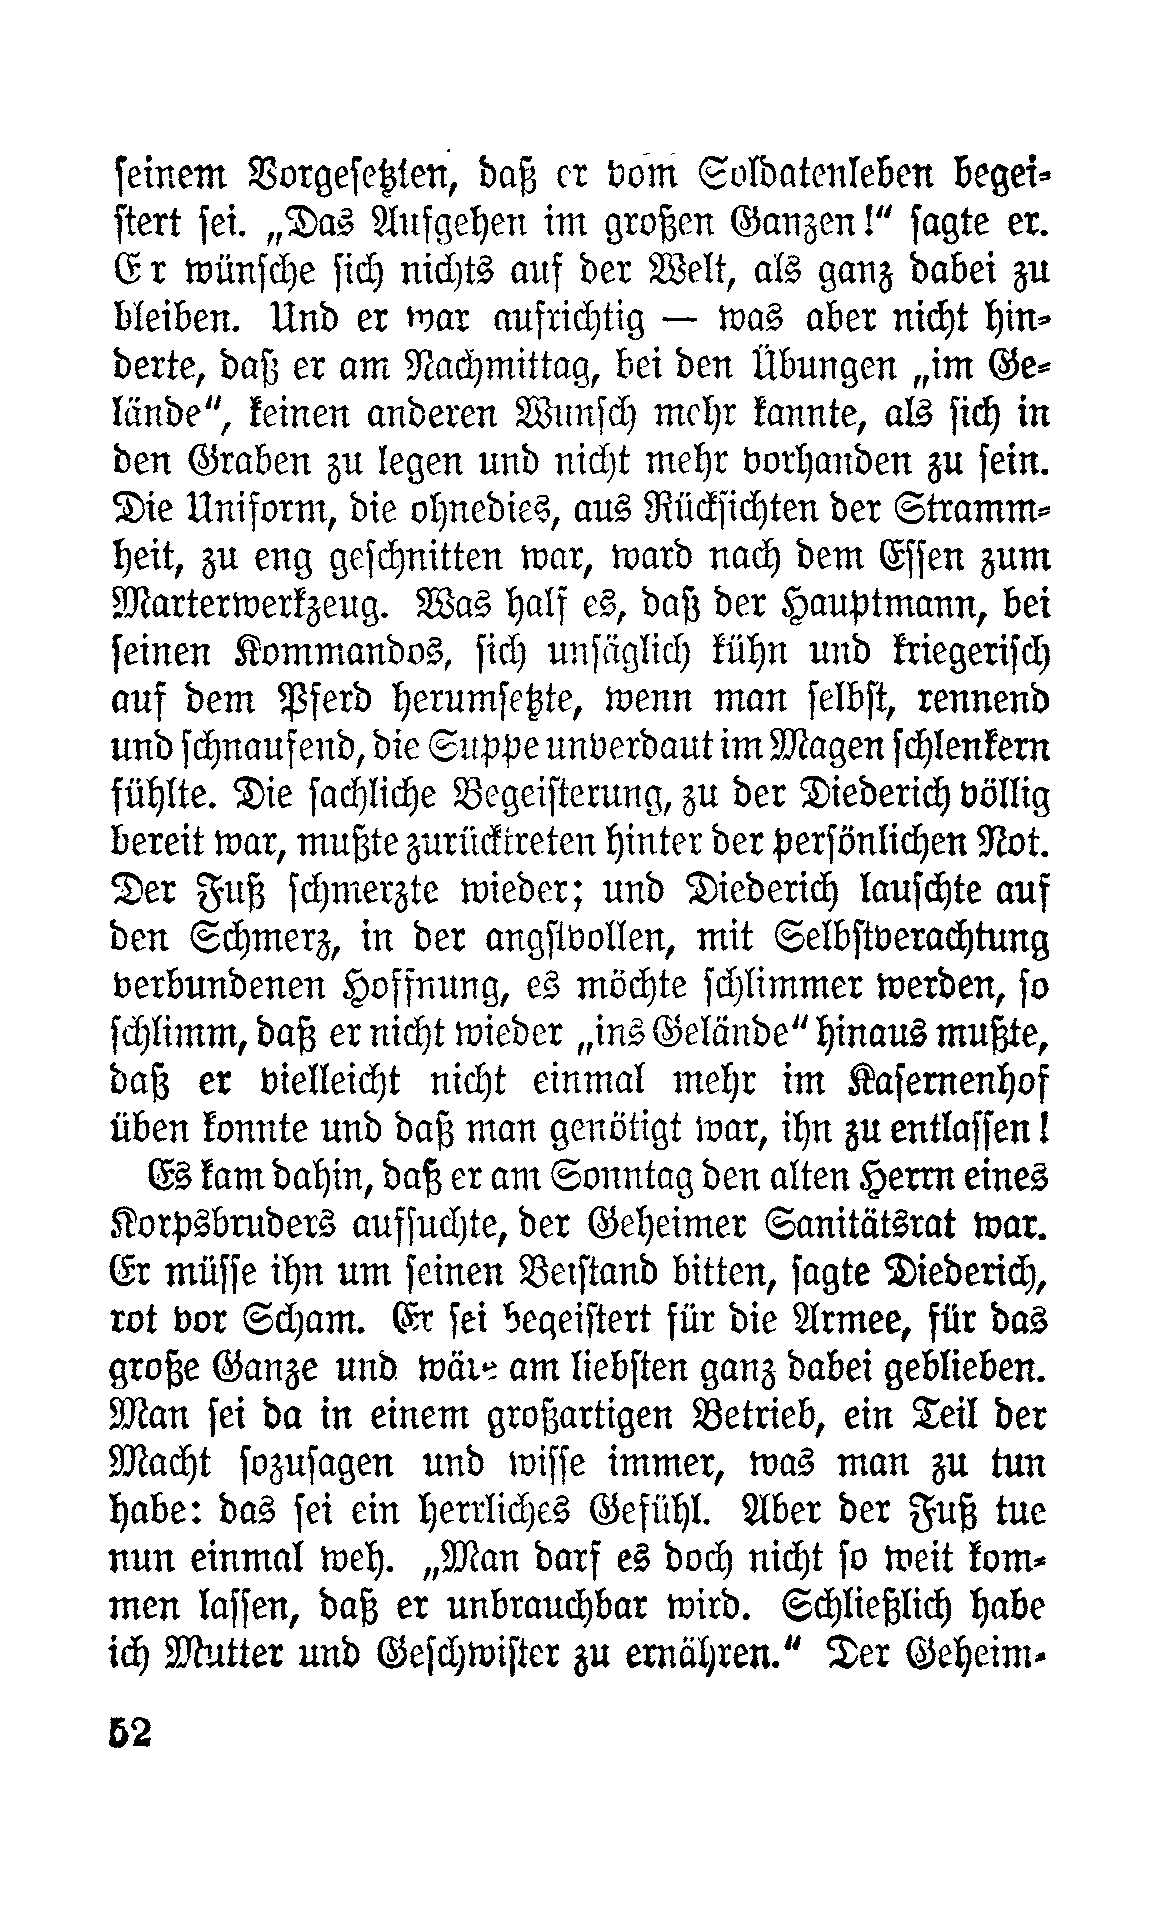 seinem Vorgesetzten, daß er vom Soldatenleben begei-
stert sei. „Das Aufgehen im großen Ganzen!“ sagte er.
Er wünsche sich nichts auf der Welt, als ganz dabei zu
bleiben. Und er war aufrichtig — was aber nicht hin-
derte, daß er am Nachmittag, bei den Übungen „im Ge-
lände“, keinen anderen Wunsch mehr kannte, als sich in
den Graben zu legen und nicht mehr vorhanden zu sein.
Die Uniform, die ohnedies, aus Rücksichten der Stramm-
heit, zu eng geschnitten war, ward nach dem Essen zum
Marterwerkzeug. Was half es, daß der Hauptmann, bei
seinen Kommandos, sich unsäglich kühn und kriegerisch
auf dem Pferd herumsetzte, wenn man selbst, rennend
und schnaufend, die Suppe unverdaut im Magen schlenkern
fühlte. Die sachliche Begeisterung, zu der Diederich völlig
bereit war, mußte zurücktreten hinter der persönlichen Not.
Der Fuß schmerzte wieder; und Diederich lauschte auf
den Schmerz, in der angstvollen, mit Selbstverachtung
verbundenen Hoffnung, es möchte schlimmer werden, so
schlimm, daß er nicht wieder „ins Gelände“ hinaus mußte,
daß er vielleicht nicht einmal mehr im Kasernenhof
üben konnte und daß man genötigt war, ihn zu entlassen!
Es kam dahin, daß er am Sonntag den alten Herrn eines
Korpsbruders aufsuchte, der Geheimer Sanitätsrat war.
Er müsse ihn um seinen Beistand bitten, sagte Diederich,
rot vor Scham. Er sei begeistert für die Armee, für das
große Ganze und wäre am liebsten ganz dabei geblieben.
Man sei da in einem großartigen Betrieb, ein Teil der
Macht sozusagen und wisse immer, was man zu tun
habe: das sei ein herrliches Gefühl. Aber der Fuß tue
nun einmal weh. „Man darf es doch nicht so weit kom-
men lassen, daß er unbrauchbar wird. Schließlich habe
ich Mutter und Geschwister zu ernähren.“ Der Geheim-
52